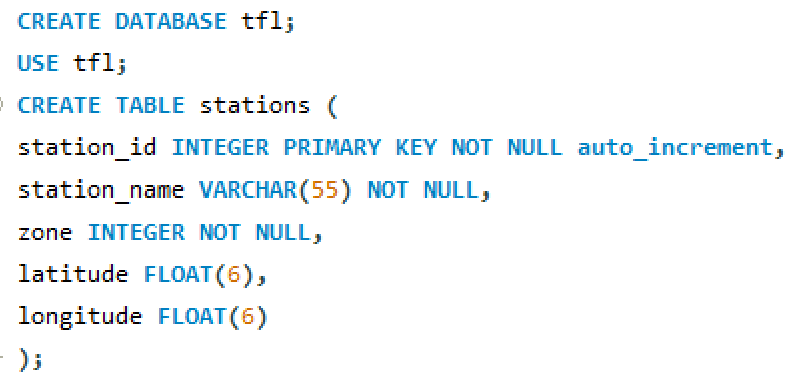 CREATE DATABASE tfl;
USE tfl;
CREATE TABLE stations (
station_id INTEGER PRIMARY KEY NOT NULL auto_increment,
station_name VARCHAR(55) NOT NULL,
zone INTEGER NOT NULL,
latitude FLOAT(6),
longitude FLOAT(6)
);